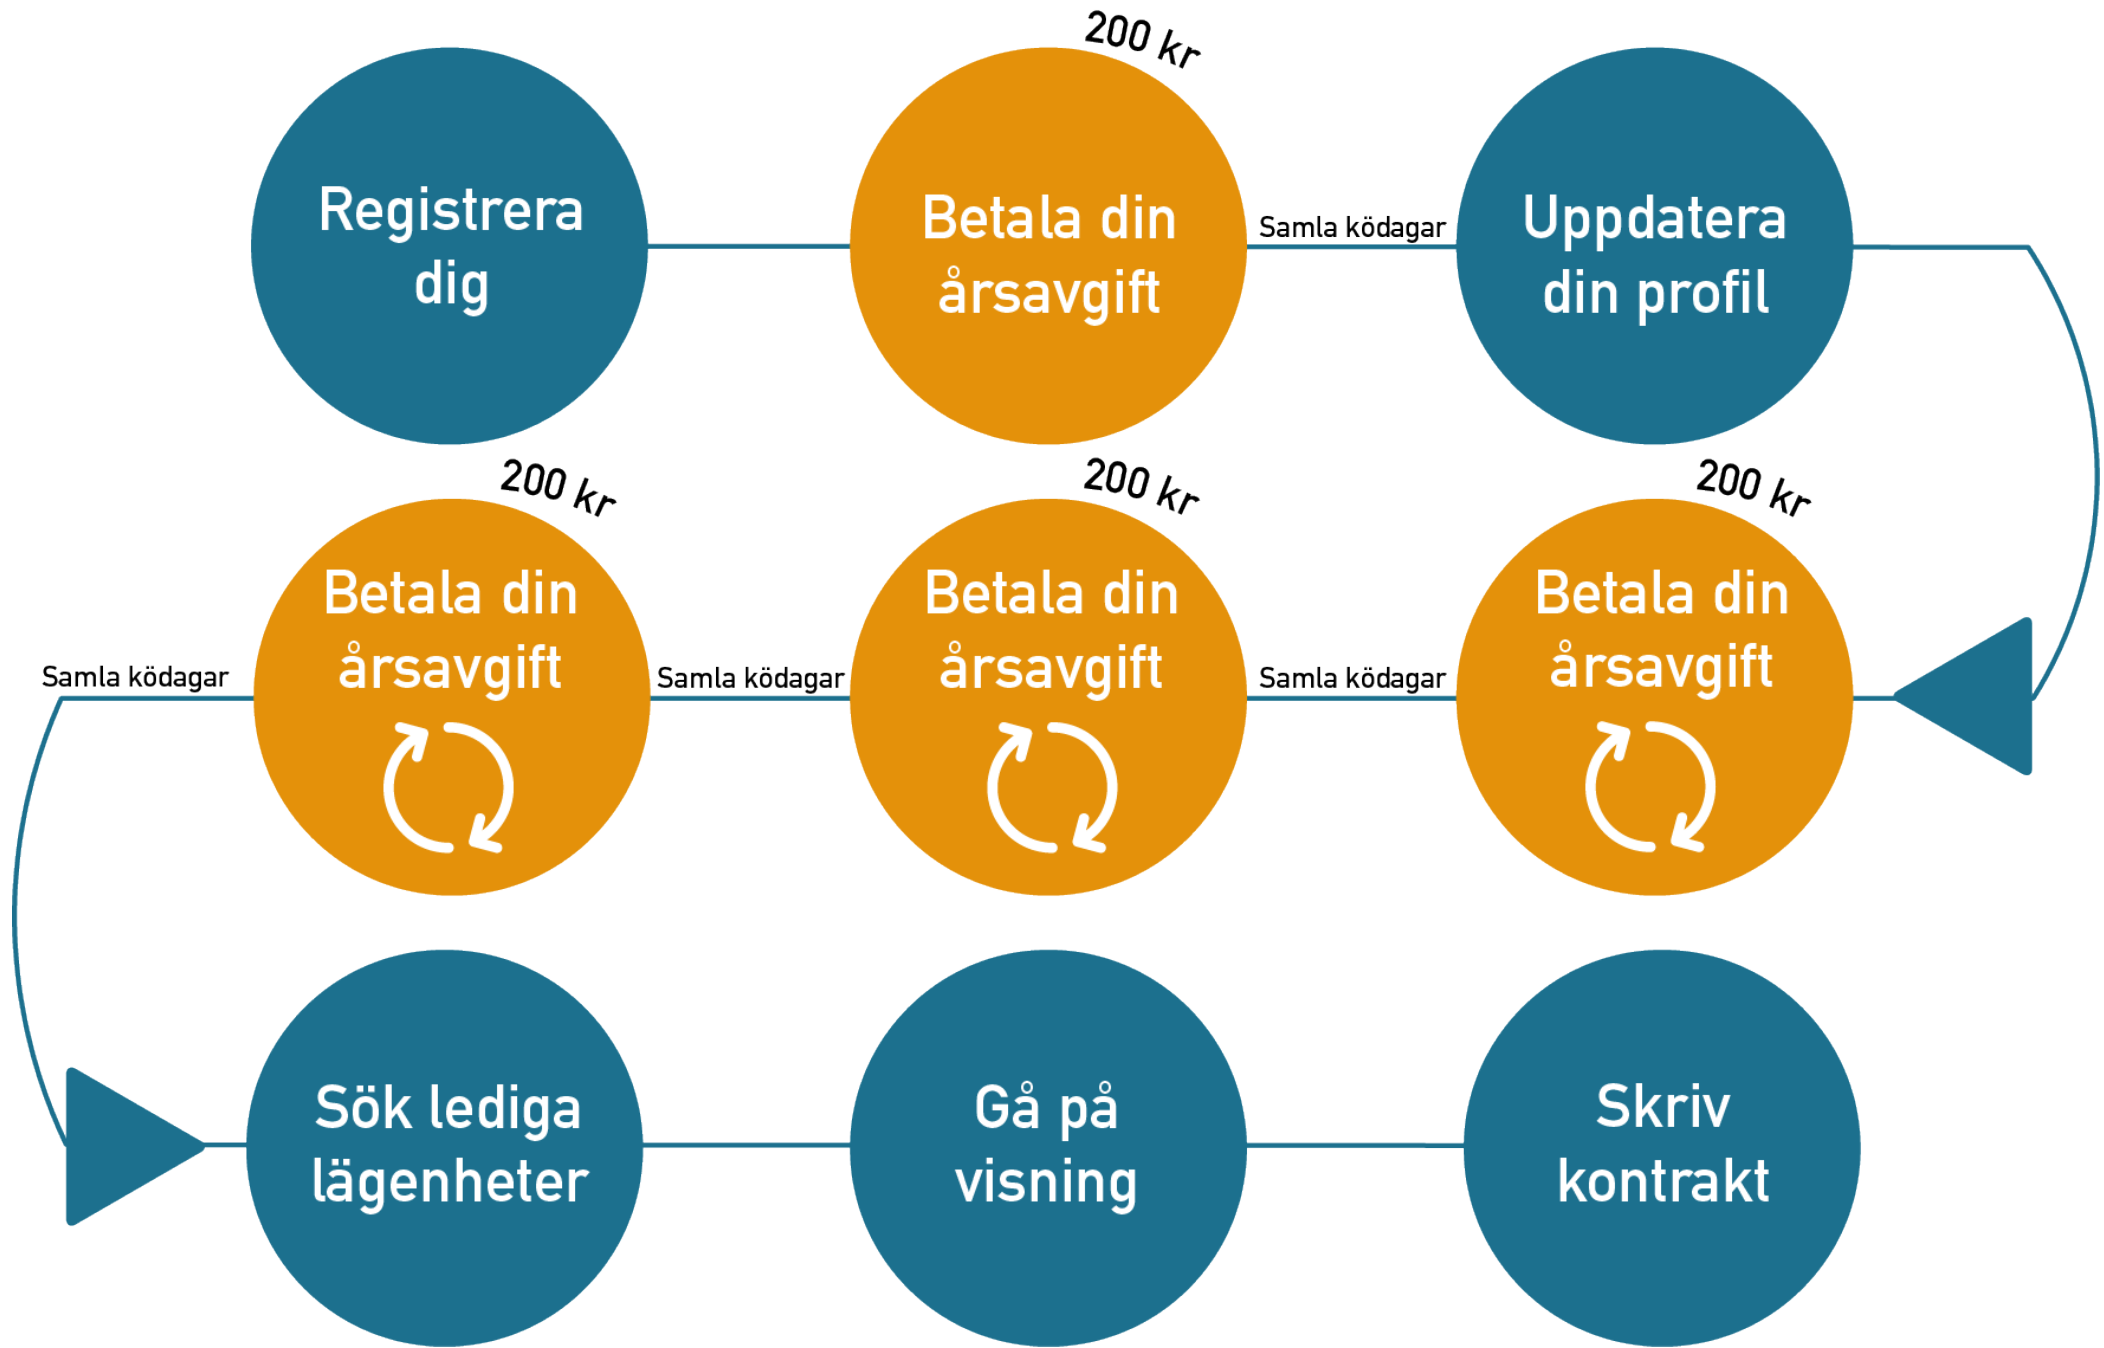 Registrera
dig
200 kr
Betala din
årsavgift
Samla ködagar
Uppdatera
din profil
200 kr
Betala din
årsavgift
Samla ködagar
200 kr
Betala din
årsavgift
Samla ködagar
200 kr
Betala din
årsavgift
Samla ködagar
Sök lediga
lägenheter
Gå på
visning
Skriv
kontrakt